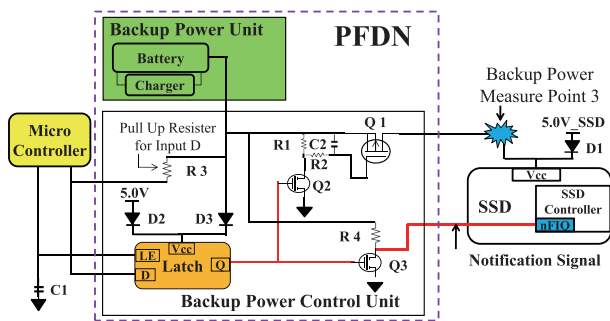 Backup Power Unit
Battery
Charger
PFDN
Backup Power
Measure Point 3
5.0V_SSD
D1
Micro
Controller
Pull Up Resister
for Input D
R 3
R1
C2
R2
Q 1
Q2
Vcc
SSD
SSD
Controller
nFIO
5.0V
D2
D3
Vcc
LE
D
Latch
Q
R 4
Q3
C1
Notification Signal
Backup Power Control Unit